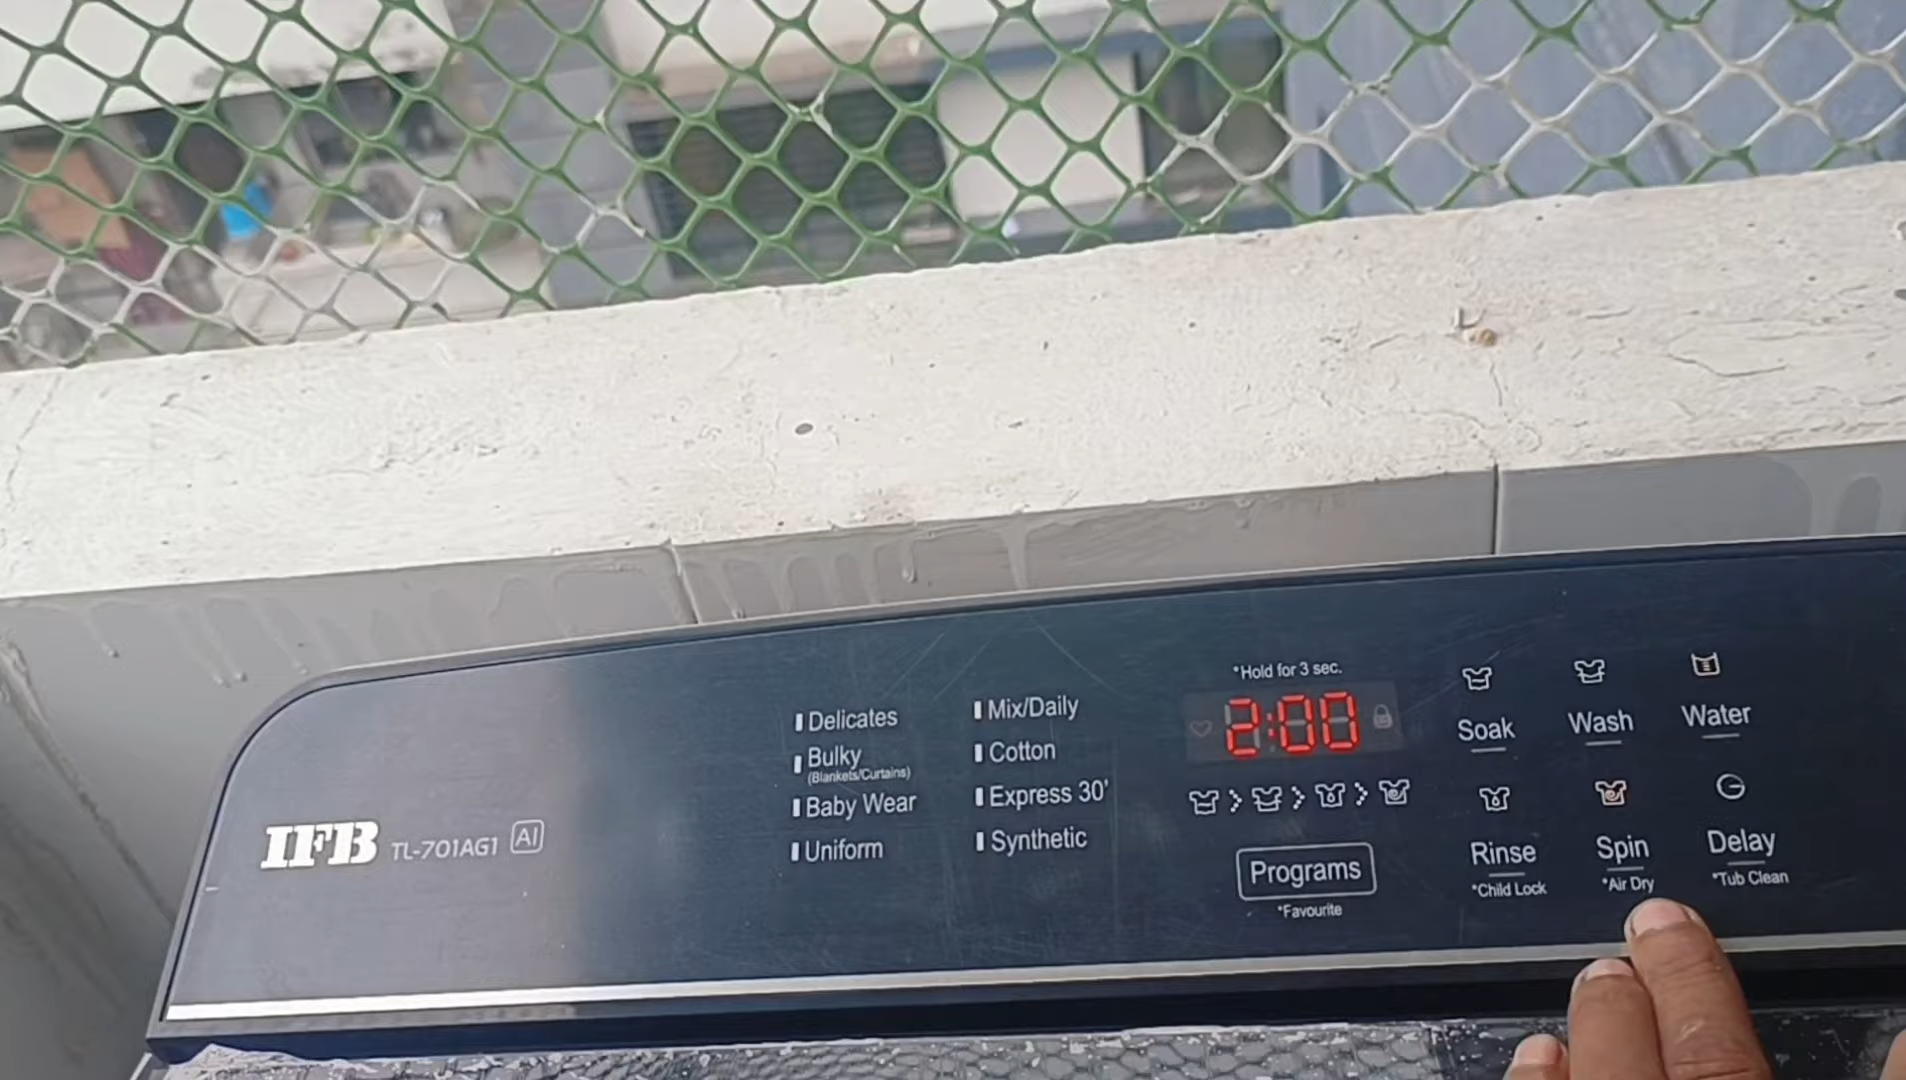 IFB TL-701AG1 AI
Delicates
Bulky
(Blankets/Curtains)
Baby Wear
Uniform
Mix/Daily
Cotton
Express 30'
Synthetic
*Hold for 3 sec.
2:00
Programs
*Favourite
Soak
Wash
Water
Rinse
*Child Lock
Spin
*Air Dry
Delay
*Tub Clean